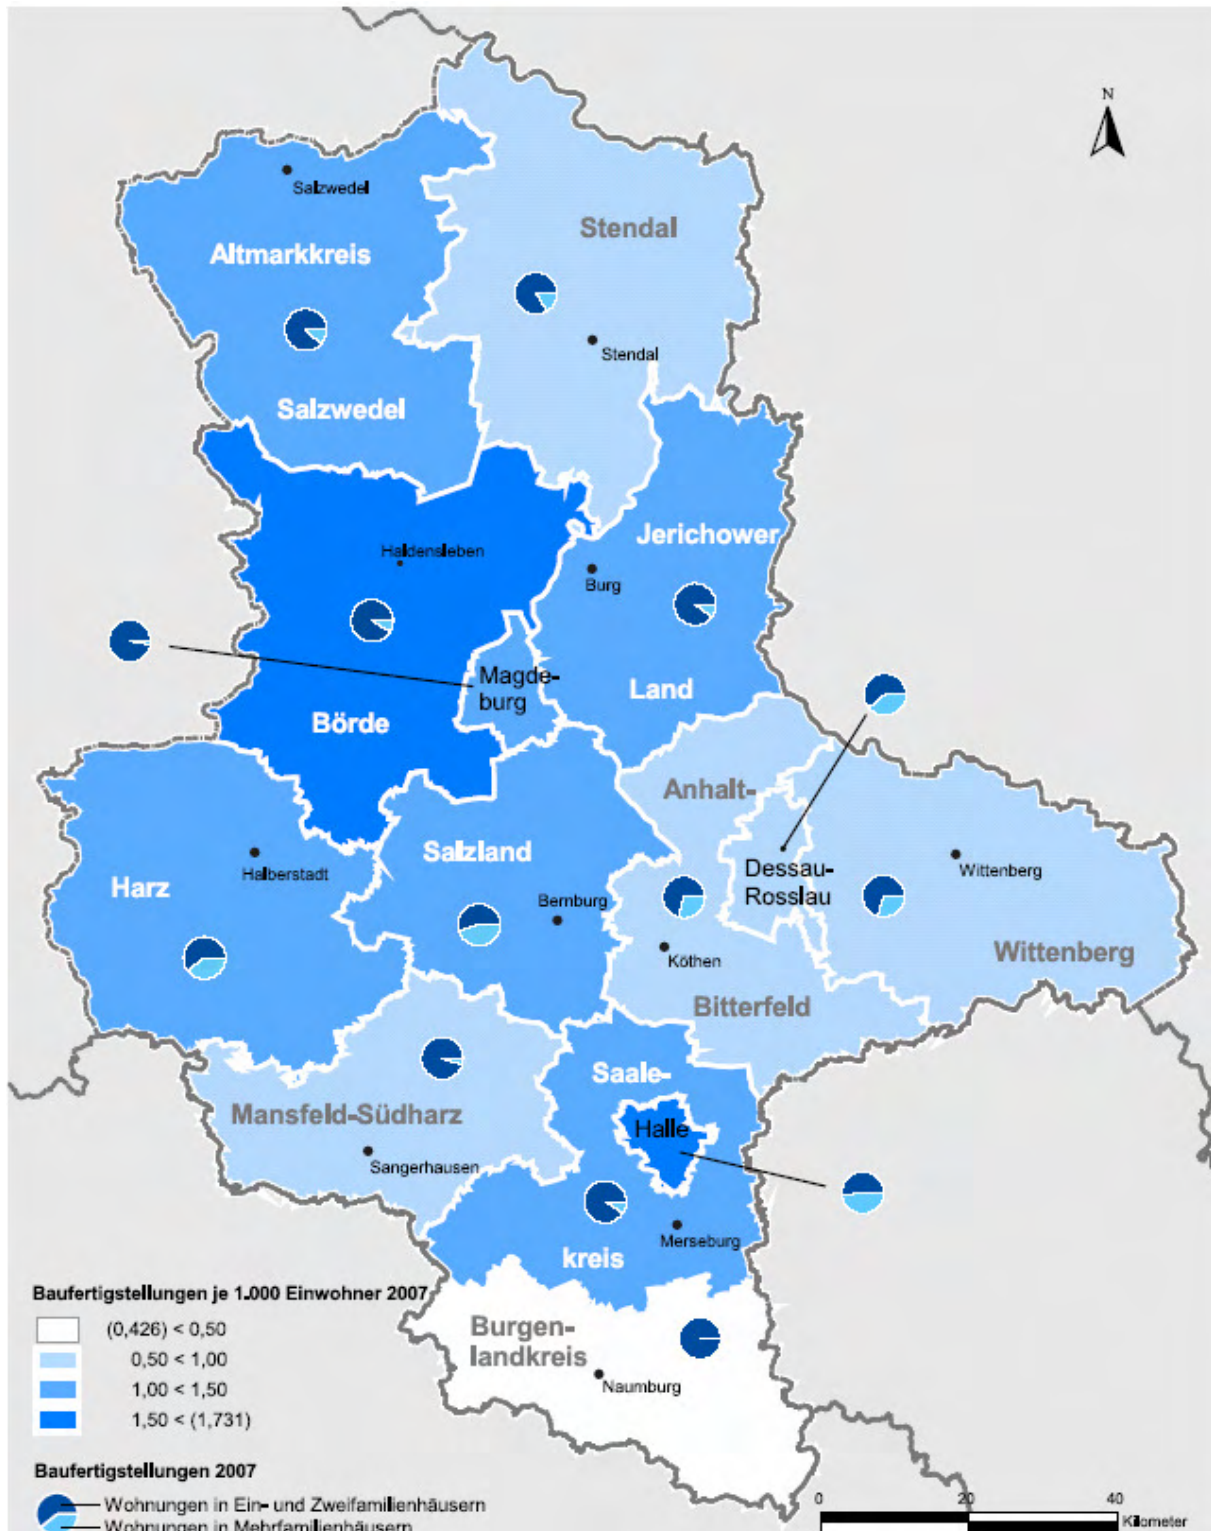 N
Salzwedel
Altmarkkreis
Stendal
Stendal
Salzwedel
Haldensleben
Jerichower
Burg
Magde-
burg
Land
Börde
Anhalt-
Salzland
Harz
Halberstadt
Bernburg
Dessau-
Rosslau
Wittenberg
Köthen
Wittenberg
Bitterfeld
Saale-
Mansfeld-Südharz
Halle
Sangerhausen
Merseburg
kreis
Baufertigstellungen je 1.000 Einwohner 2007
(0,426) < 0,50
0,50 < 1,00
1,00 < 1,50
1,50 < (1,731)
Burgen-
landkreis
Naumburg
Baufertigstellungen 2007
Wohnungen in Ein- und Zweifamilienhäusern
Wohnungen in Mehrfamilienhäusern
0 20 40
Kilometer